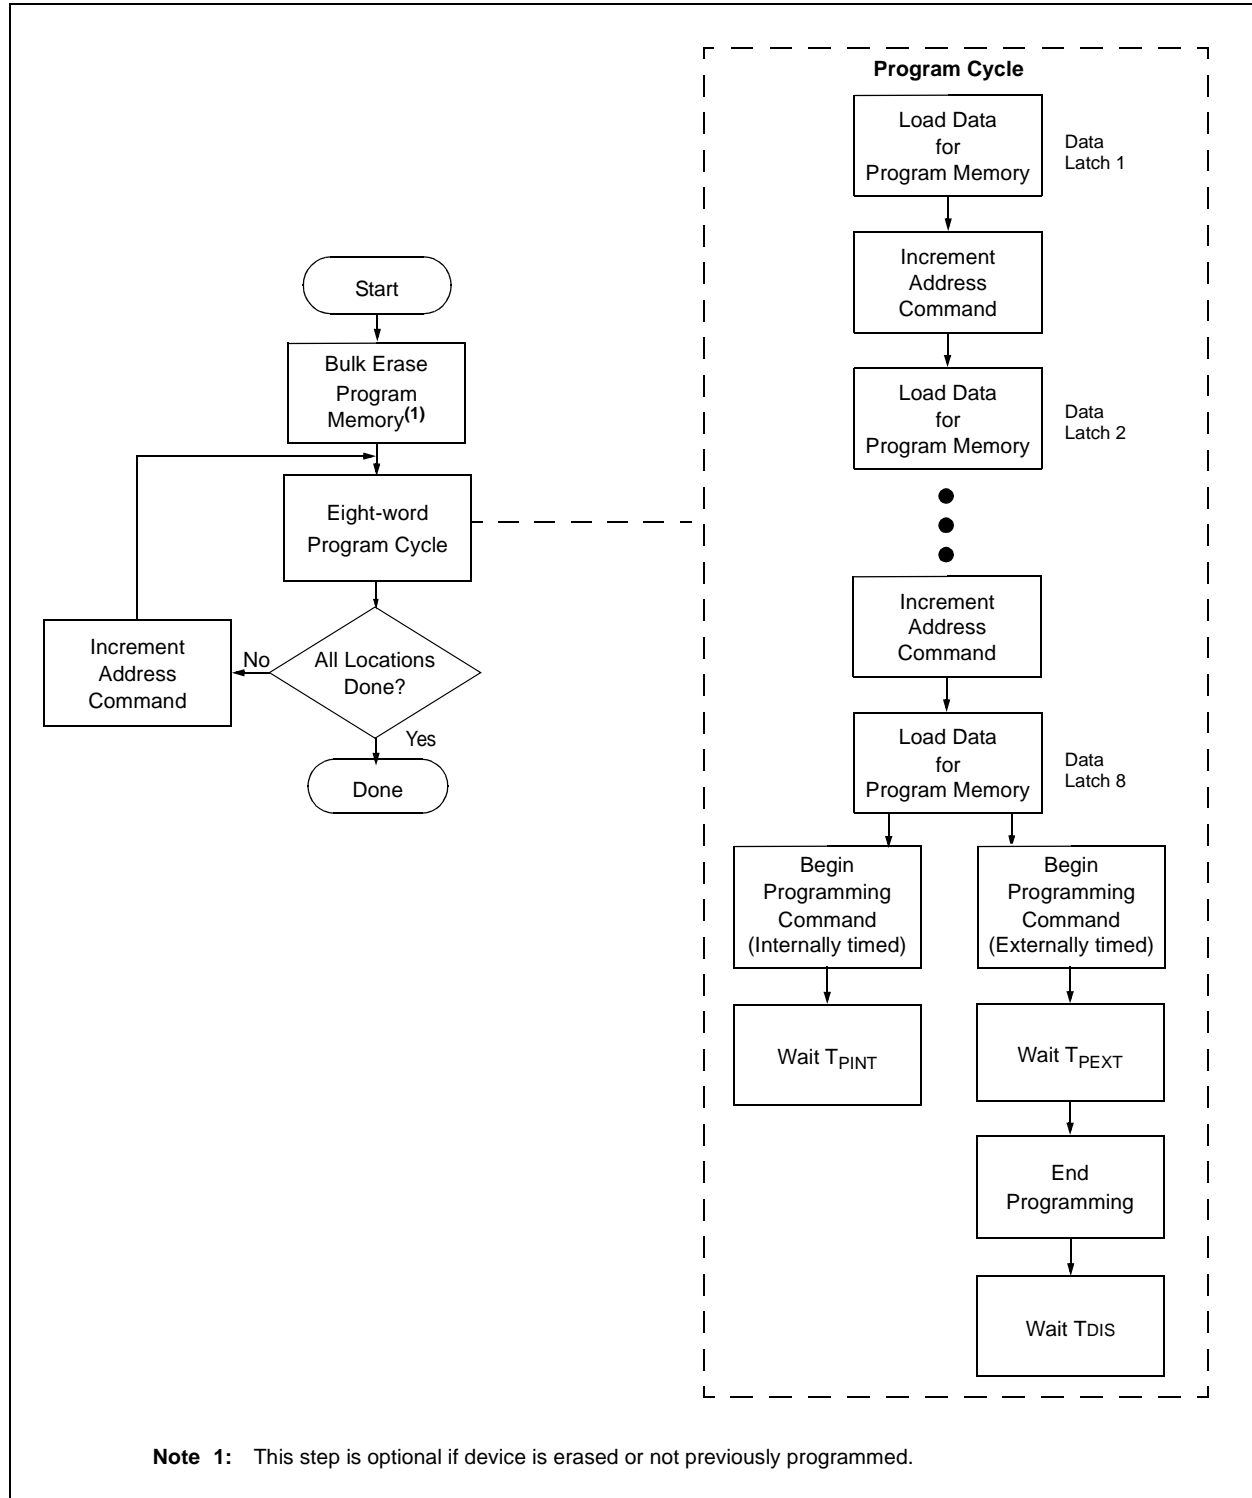 Start
Bulk Erase
Program
Memory(1)
Eight-word
Program Cycle
All Locations
Done?
No
Increment
Address
Command
Yes
Done
Program Cycle
Load Data
for
Program Memory
Data
Latch 1
Increment
Address
Command
Load Data
for
Program Memory
Data
Latch 2
Increment
Address
Command
Load Data
for
Program Memory
Data
Latch 8
Begin
Programming
Command
(Internally timed)
Wait TPINT
Begin
Programming
Command
(Externally timed)
Wait TPEXT
End
Programming
Wait TDIS
Note 1: This step is optional if device is erased or not previously programmed.